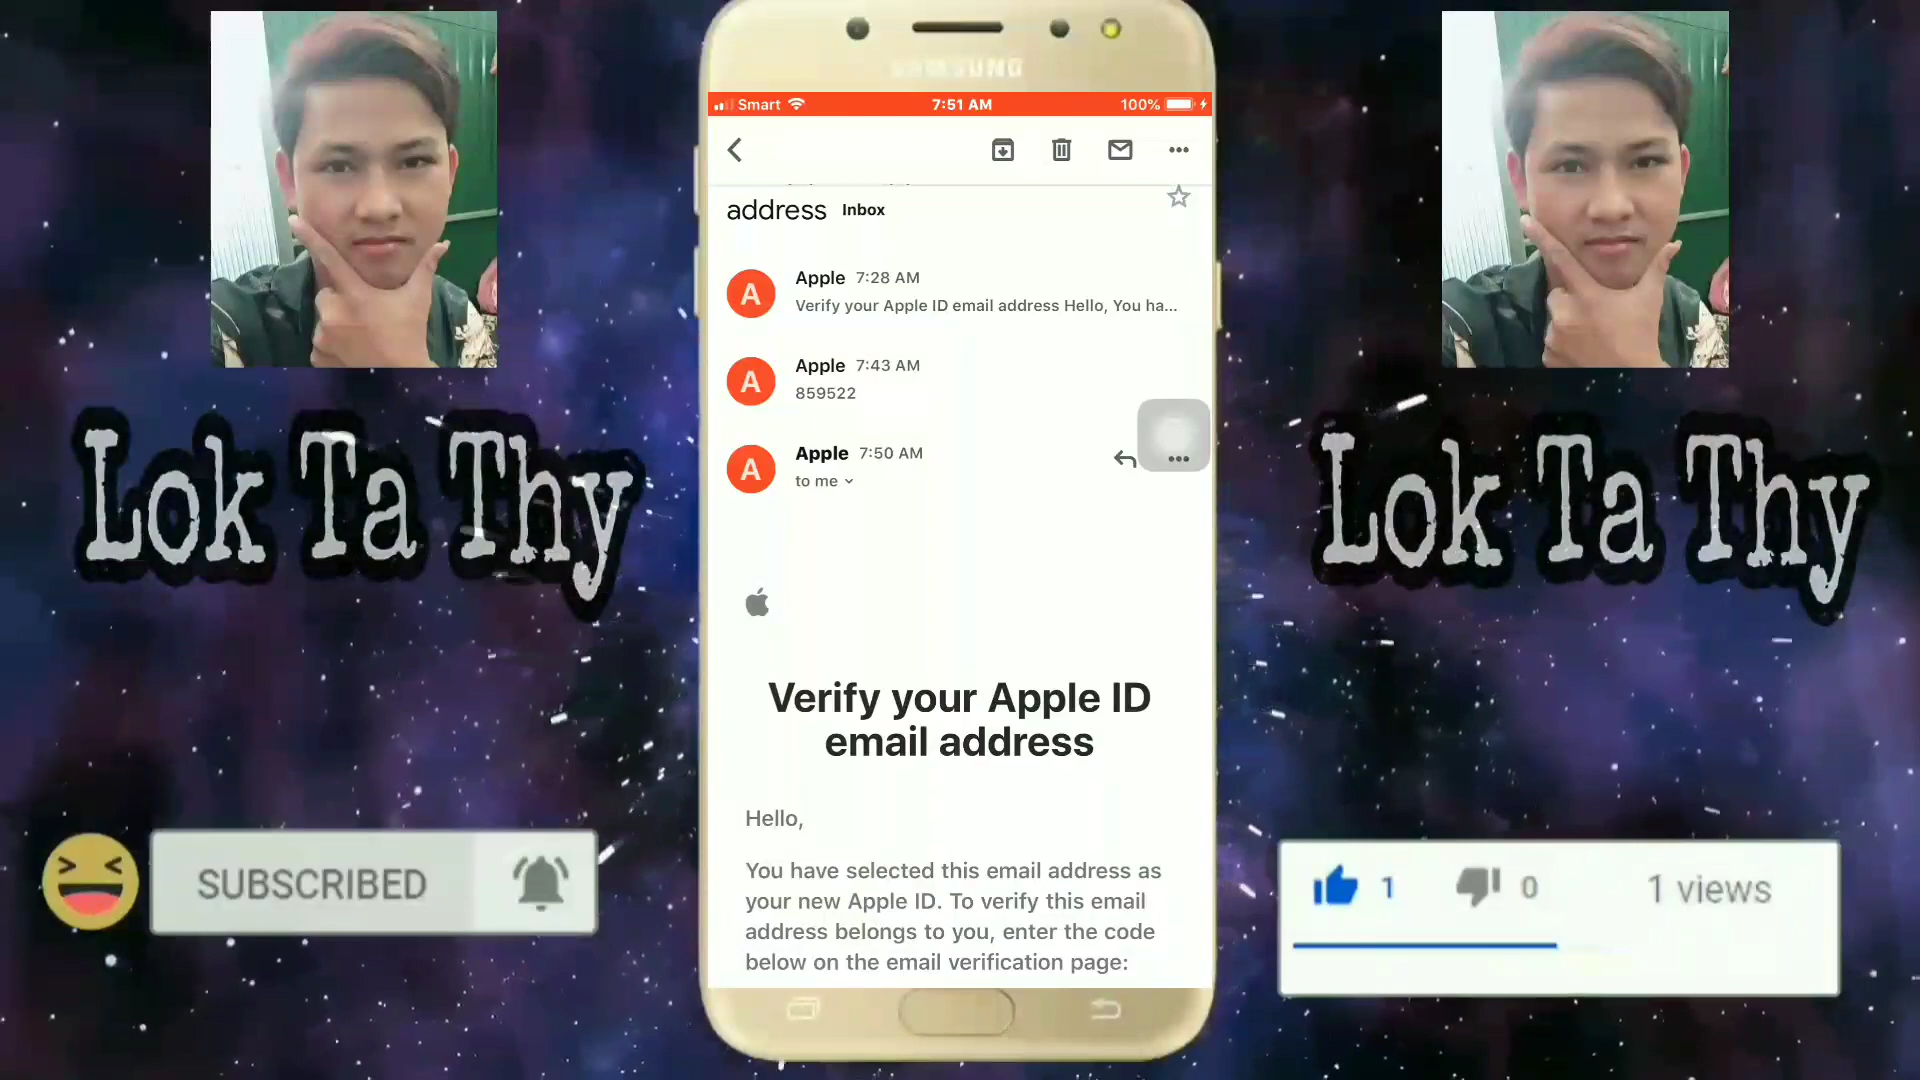 SAMSUNG
Smart 7:51 AM 100%
address Inbox
A Apple 7:28 AM
Verify your Apple ID email address Hello, You ha...
A Apple 7:43 AM
859522
A Apple 7:50 AM
to me
Verify your Apple ID
email address
Hello,
You have selected this email address as
your new Apple ID. To verify this email
address belongs to you, enter the code
below on the email verification page:
Lok Ta Thy
SUBSCRIBED
Lok Ta Thy
1 0 1 views